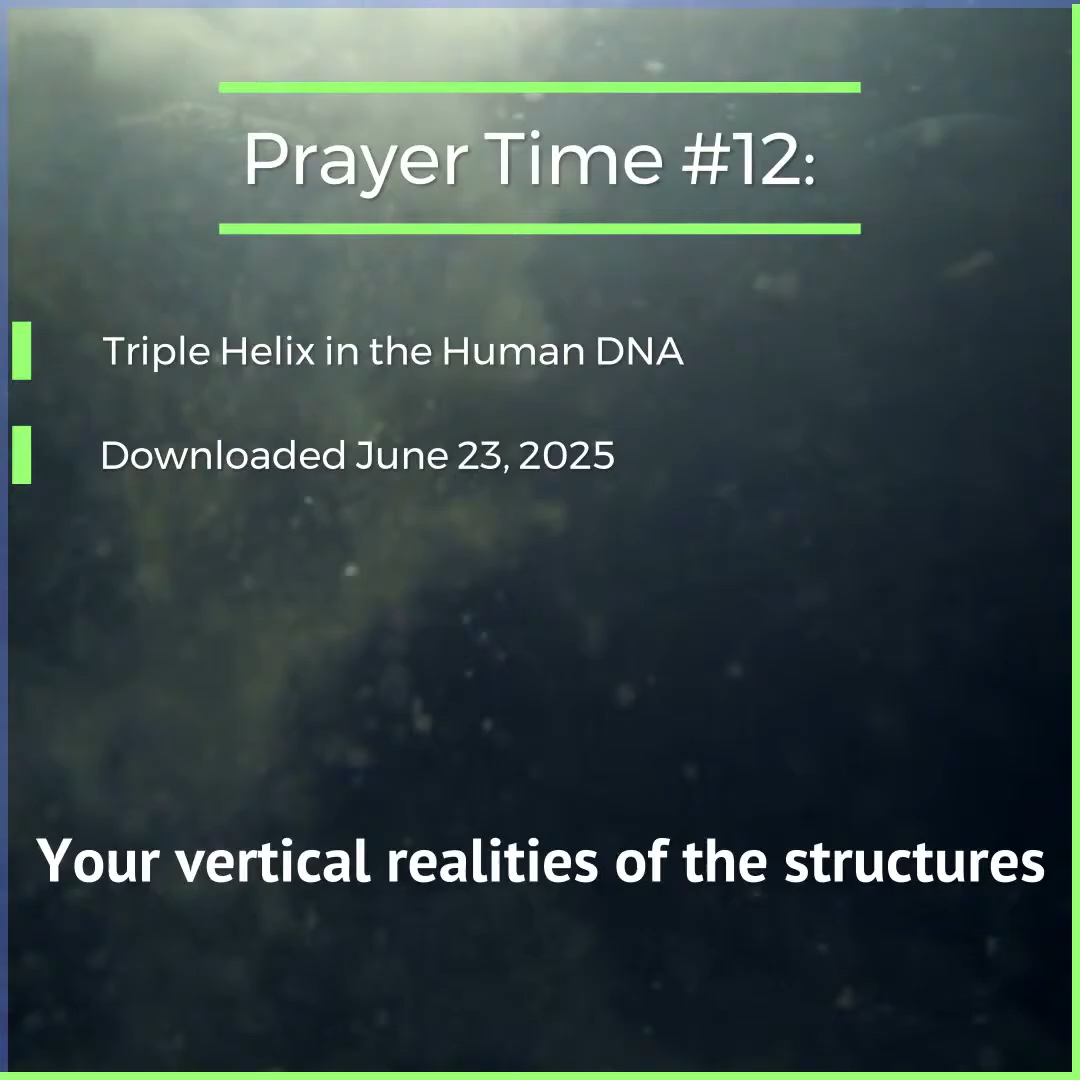 Prayer Time #12:
Triple Helix in the Human DNA
Downloaded June 23, 2025
Your vertical realities of the structures